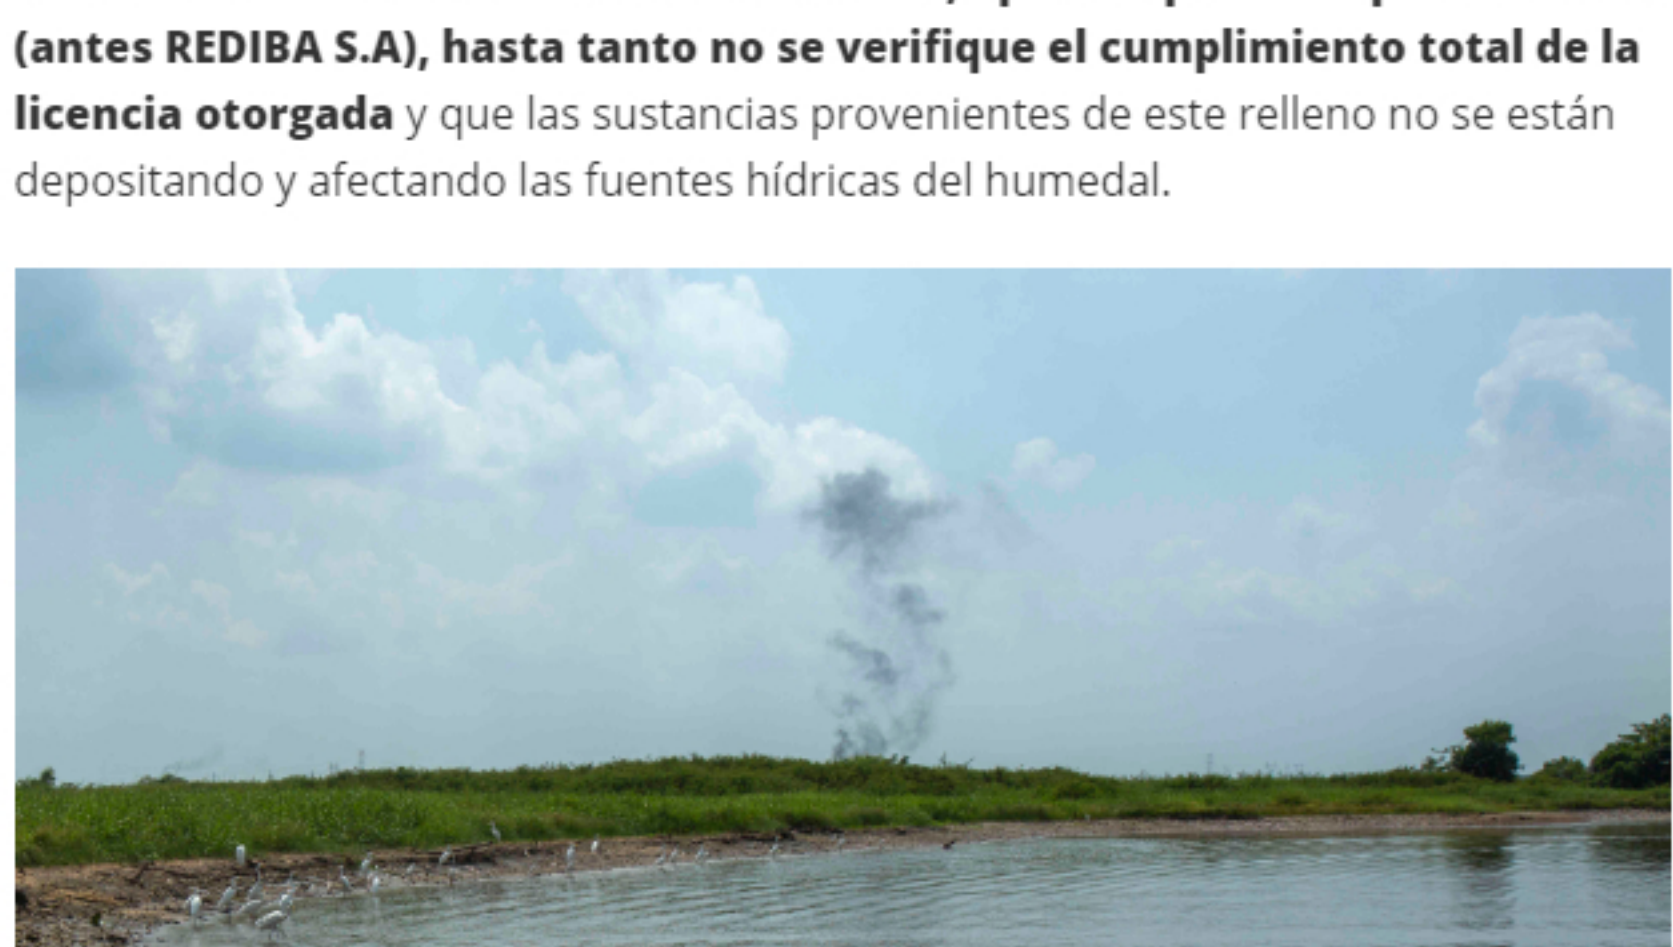 (antes REDIBA S.A), hasta tanto no se verifique el cumplimiento total de la
licencia otorgada y que las sustancias provenientes de este relleno no se están
depositando y afectando las fuentes hídricas del humedal.